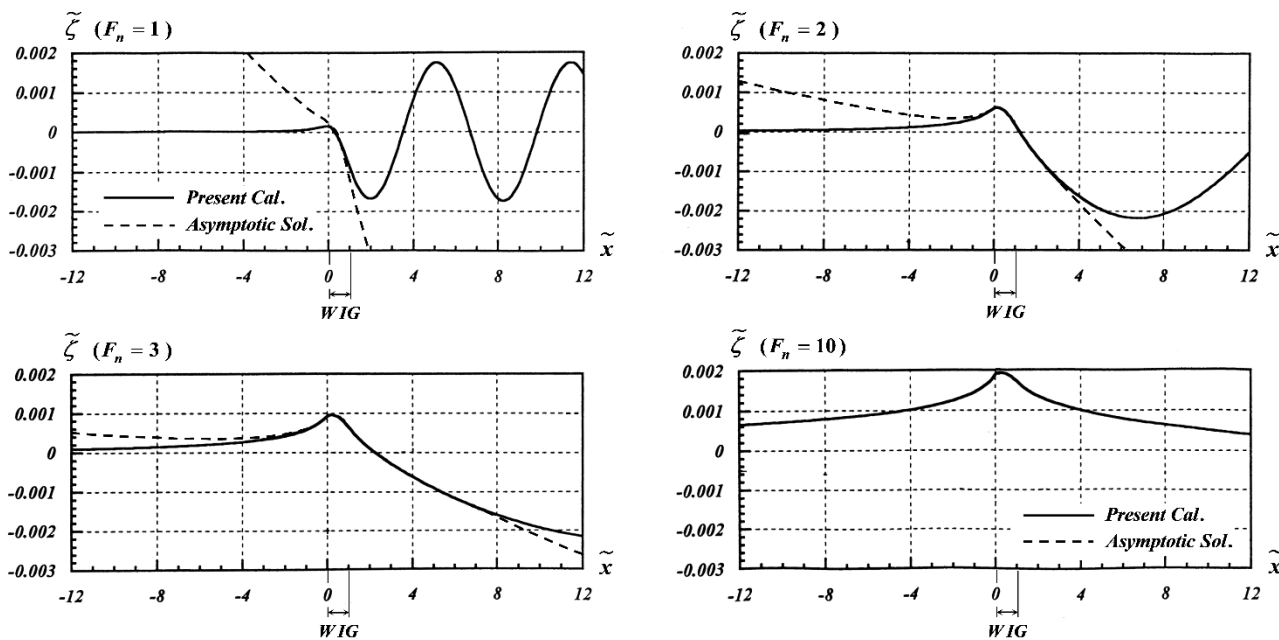 ζ̃ (Fₙ = 1)
0.002
0.001
0
-0.001
-0.002
-0.003
Present Cal.
Asymptotic Sol.
x̃
-12 -8 -4 0 4 8 12
WIG
ζ̃ (Fₙ = 2)
0.002
0.001
0
-0.001
-0.002
-0.003
x̃
-12 -8 -4 0 4 8 12
WIG
ζ̃ (Fₙ = 3)
0.002
0.001
0
-0.001
-0.002
-0.003
x̃
-12 -8 -4 0 4 8 12
WIG
ζ̃ (Fₙ = 10)
0.002
0.001
0
-0.001
-0.002
-0.003
Present Cal.
Asymptotic Sol.
x̃
-12 -8 -4 0 4 8 12
WIG